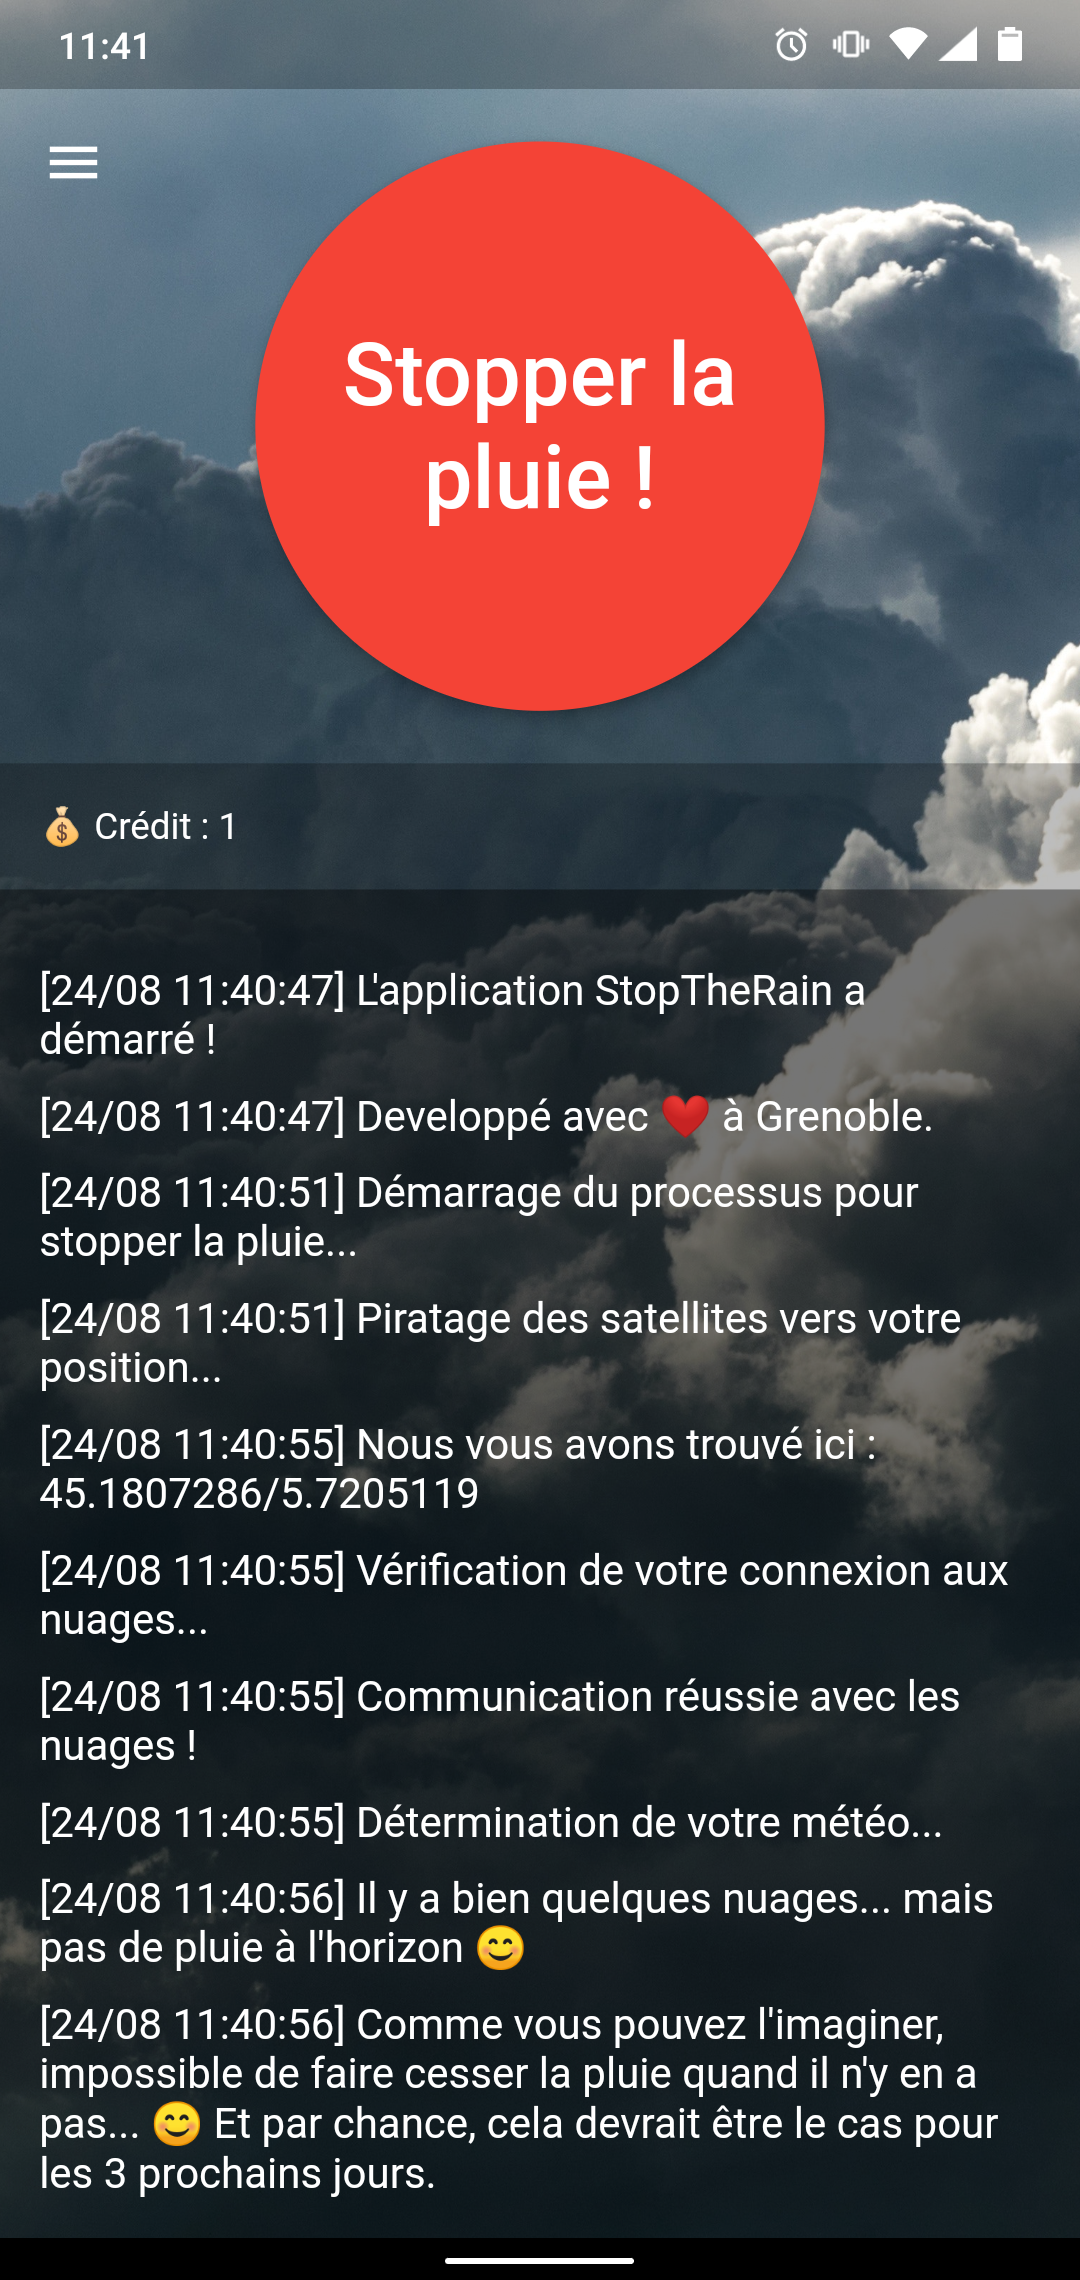 11:41
Stopper la
pluie !
💰 Crédit : 1
[24/08 11:40:47] L'application StopTheRain a
démarré !
[24/08 11:40:47] Developpé avec ❤️ à Grenoble.
[24/08 11:40:51] Démarrage du processus pour
stopper la pluie...
[24/08 11:40:51] Piratage des satellites vers votre
position...
[24/08 11:40:55] Nous vous avons trouvé ici :
45.1807286/5.7205119
[24/08 11:40:55] Vérification de votre connexion aux
nuages...
[24/08 11:40:55] Communication réussie avec les
nuages !
[24/08 11:40:55] Détermination de votre météo...
[24/08 11:40:56] Il y a bien quelques nuages... mais
pas de pluie à l'horizon 😊
[24/08 11:40:56] Comme vous pouvez l'imaginer,
impossible de faire cesser la pluie quand il n'y en a
pas... 😊 Et par chance, cela devrait être le cas pour
les 3 prochains jours.